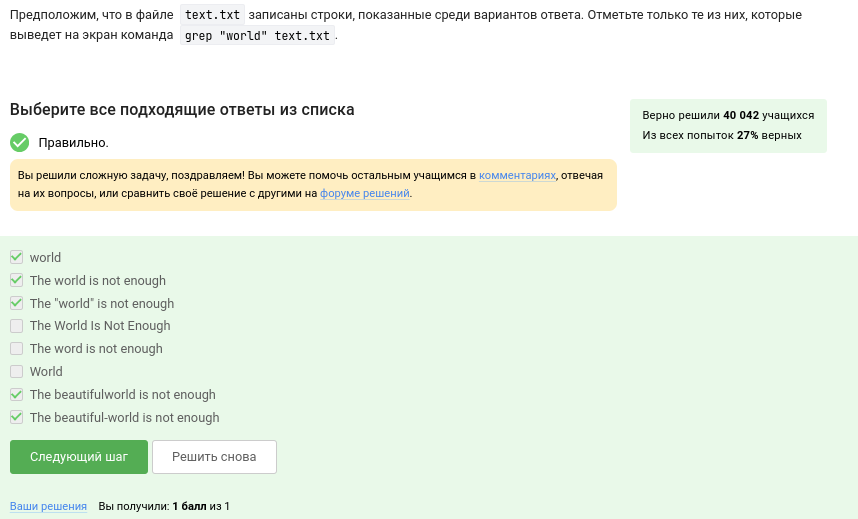 Предположим, что в файле text.txt записаны строки, показанные среди вариантов ответа. Отметьте только те из них, которые
выведет на экран команда grep "world" text.txt.
Выберите все подходящие ответы из списка
Верно решили 40 042 учащихся
Из всех попыток 27% верных
Правильно.
Вы решили сложную задачу, поздравляем! Вы можете помочь остальным учащимся в комментариях, отвечая
на их вопросы, или сравнить своё решение с другими на форуме решений.
world
The world is not enough
The "world" is not enough
The World Is Not Enough
The word is not enough
World
The beautifulworld is not enough
The beautiful-world is not enough
Следующий шаг
Решить снова
Ваши решения Вы получили: 1 балл из 1